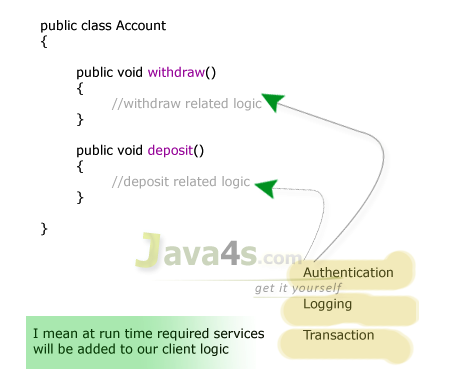 public class Account
{
public void withdraw()
{
//withdraw related logic
}
public void deposit()
{
//deposit related logic
}
}
Java4s.com
get it yourself
Authentication
Logging
Transaction
I mean at run time required services
will be added to our client logic